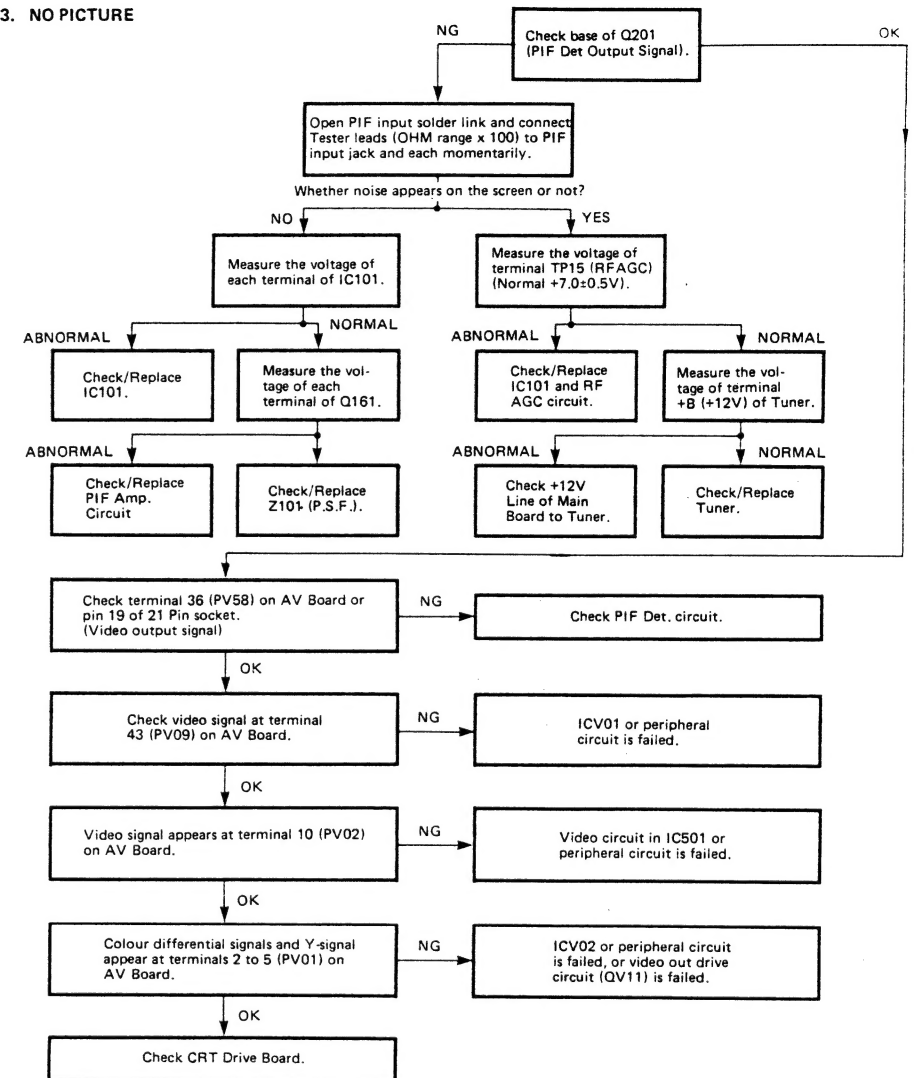 3. NO PICTURE
NG
Check base of Q201
(PIF Det Output Signal).
OK
Open PIF input solder link and connect
Tester leads (OHM range x 100) to PIF
input jack and each momentarily.
Whether noise appears on the screen or not?
NO
YES
Measure the voltage of
each terminal of IC101.
Measure the voltage of
terminal TP15 (RFAGC)
(Normal +7.0±0.5V).
ABNORMAL
NORMAL
ABNORMAL
NORMAL
Check/Replace
IC101.
Measure the vol-
tage of each
terminal of Q161.
Check/Replace
IC101 and RF
AGC circuit.
Measure the vol-
tage of terminal
+B (+12V) of Tuner.
ABNORMAL
ABNORMAL
NORMAL
Check/Replace
PIF Amp.
Circuit
Check/Replace
Z101 (P.S.F.).
Check +12V
Line of Main
Board to Tuner.
Check/Replace
Tuner.
Check terminal 36 (PV58) on AV Board or
pin 19 of 21 Pin socket.
(Video output signal)
NG
Check PIF Det. circuit.
OK
Check video signal at terminal
43 (PV09) on AV Board.
NG
ICV01 or peripheral
circuit is failed.
OK
Video signal appears at terminal 10 (PV02)
on AV Board.
NG
Video circuit in IC501 or
peripheral circuit is failed.
OK
Colour differential signals and Y-signal
appear at terminals 2 to 5 (PV01) on
AV Board.
NG
ICV02 or peripheral circuit
is failed, or video out drive
circuit (QV11) is failed.
OK
Check CRT Drive Board.